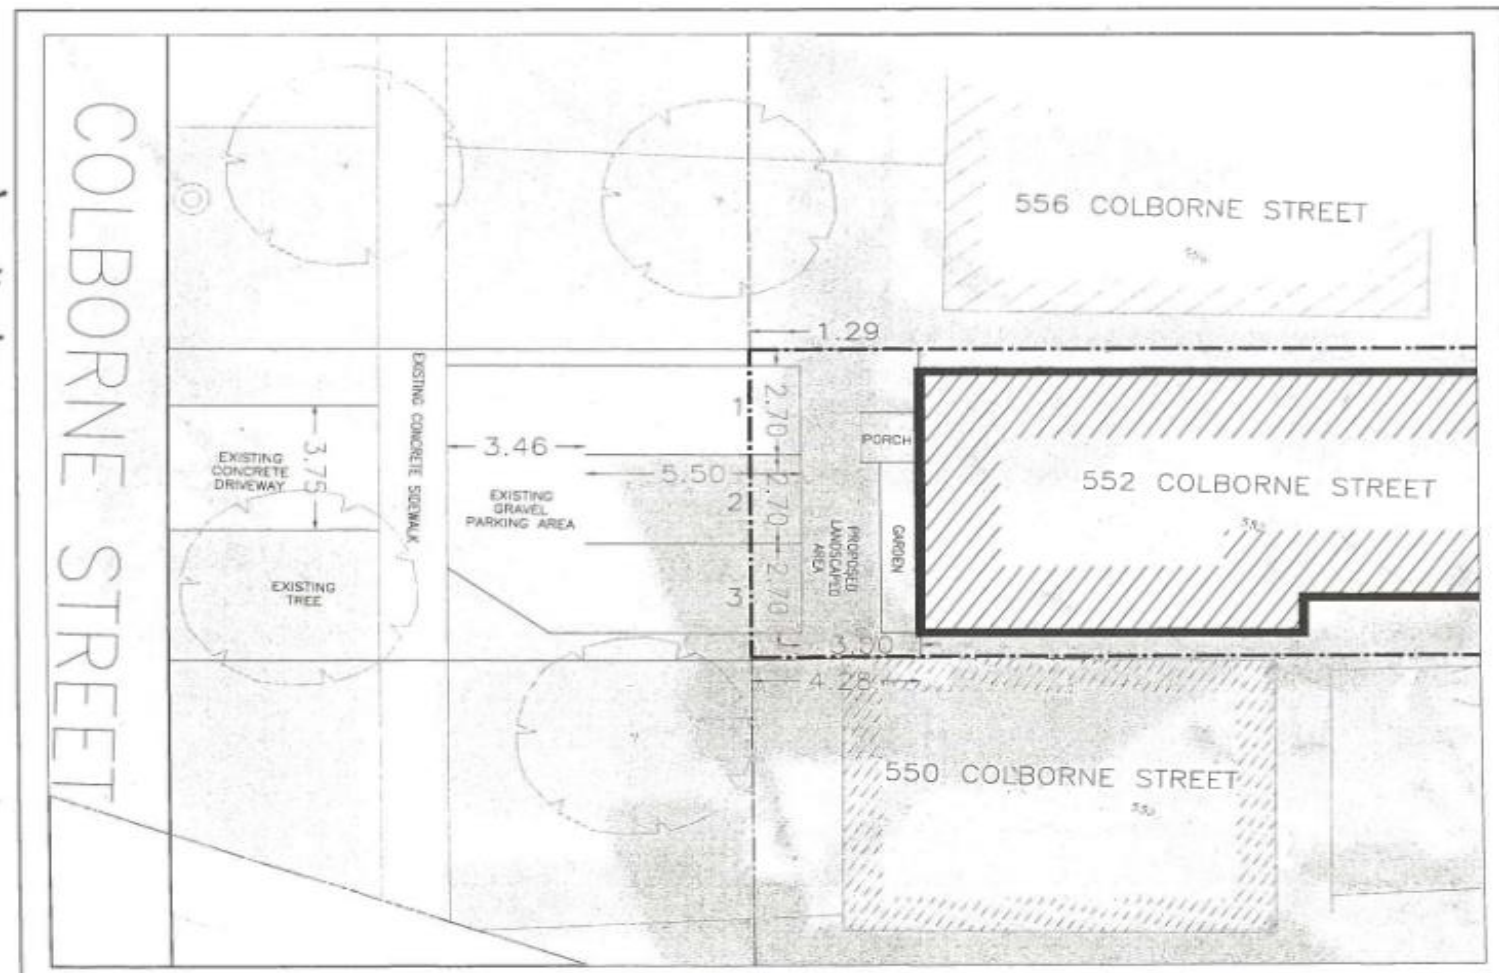 COLBORNE STREET
556 COLBORNE STREET
1.29
EXISTING CONCRETE SIDEWALK
1
2.70
3.46
PORCH
EXISTING
CONCRETE
DRIVEWAY
3.75
5.50
552 COLBORNE STREET
552
EXISTING
GRAVEL
PARKING AREA
2
2.70
PROPOSED
LANDSCAPED
AREA
GARDEN
EXISTING
TREE
3
2.70
3.00
4.28
550 COLBORNE STREET
550